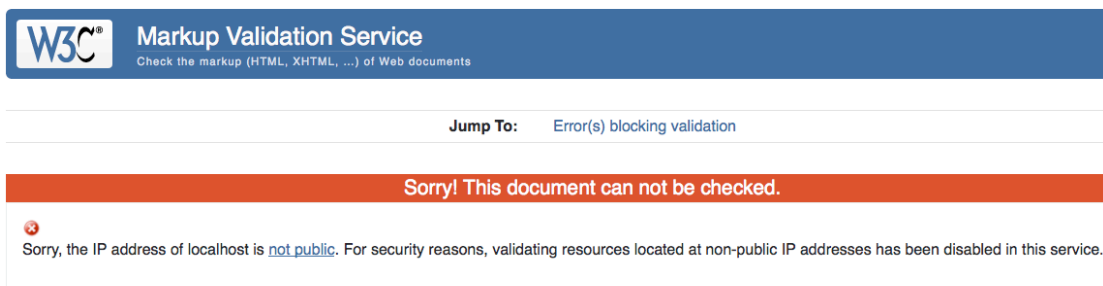 W3C® Markup Validation Service
Check the markup (HTML, XHTML, ...) of Web documents
Jump To: Error(s) blocking validation
Sorry! This document can not be checked.
Sorry, the IP address of localhost is not public. For security reasons, validating resources located at non-public IP addresses has been disabled in this service.